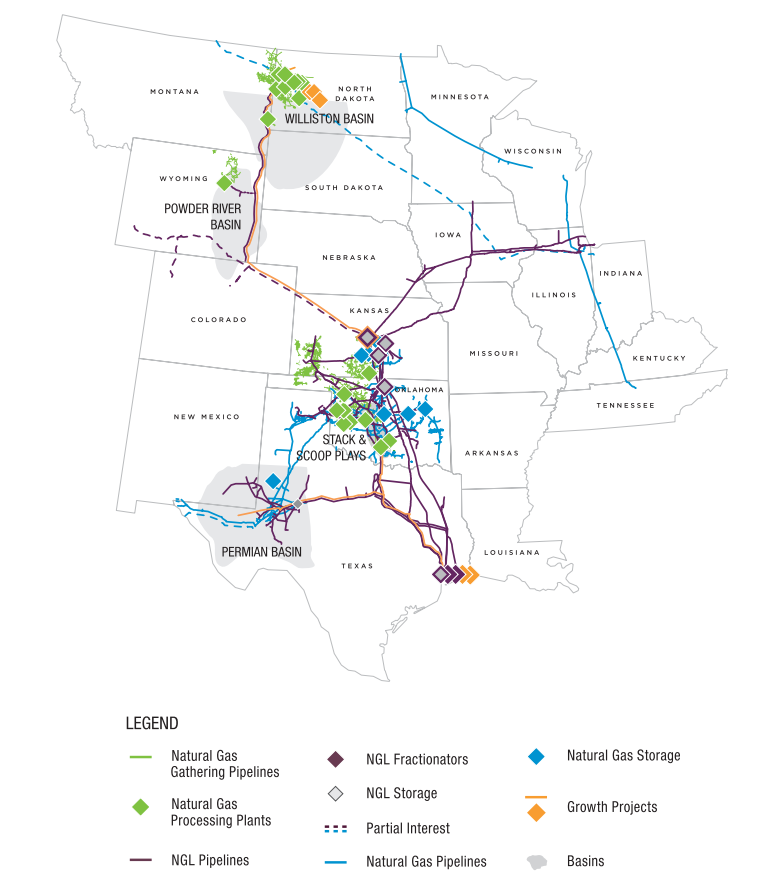 MONTANA
NORTH
DAKOTA
MINNESOTA
WILLISTON BASIN
WISCONSIN
WYOMING
SOUTH DAKOTA
POWDER RIVER
BASIN
IOWA
NEBRASKA
INDIANA
ILLINOIS
KANSAS
COLORADO
MISSOURI
KENTUCKY
OKLAHOMA
TENNESSEE
NEW MEXICO
STACK &
SCOOP PLAYS
ARKANSAS
PERMIAN BASIN
LOUISIANA
TEXAS
LEGEND
Natural Gas
Gathering Pipelines
Natural Gas
Processing Plants
NGL Pipelines
NGL Fractionators
NGL Storage
Partial Interest
Natural Gas Pipelines
Natural Gas Storage
Growth Projects
Basins